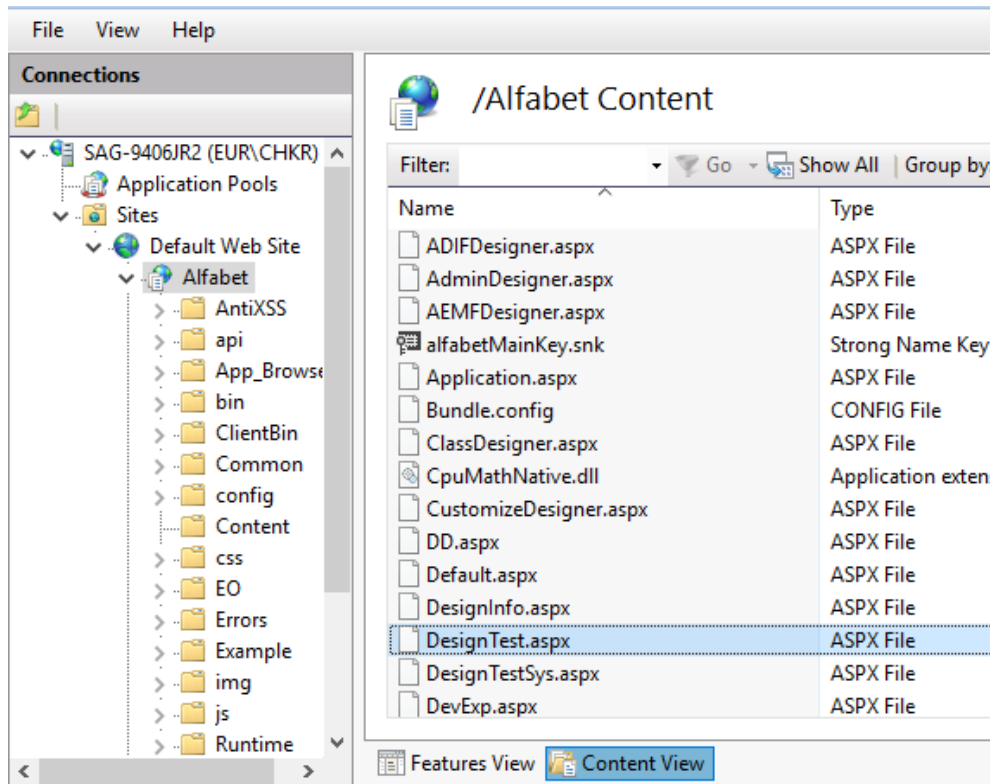 File View Help
Connections
SAG-9406JR2 (EUR\CHKR)
Application Pools
Sites
Default Web Site
Alfabet
AntiXSS
api
App_Browse
bin
ClientBin
Common
config
Content
css
EO
Errors
Example
img
js
Runtime
/Alfabet Content
Filter: Go Show All Group by
Name Type
ADIFDesigner.aspx ASPX File
AdminDesigner.aspx ASPX File
AEMFDesigner.aspx ASPX File
alfabetMainKey.snk Strong Name Key
Application.aspx ASPX File
Bundle.config CONFIG File
ClassDesigner.aspx ASPX File
CpuMathNative.dll Application exten
CustomizeDesigner.aspx ASPX File
DD.aspx ASPX File
Default.aspx ASPX File
DesignInfo.aspx ASPX File
DesignTest.aspx ASPX File
DesignTestSys.aspx ASPX File
DevExp.aspx ASPX File
Features View Content View